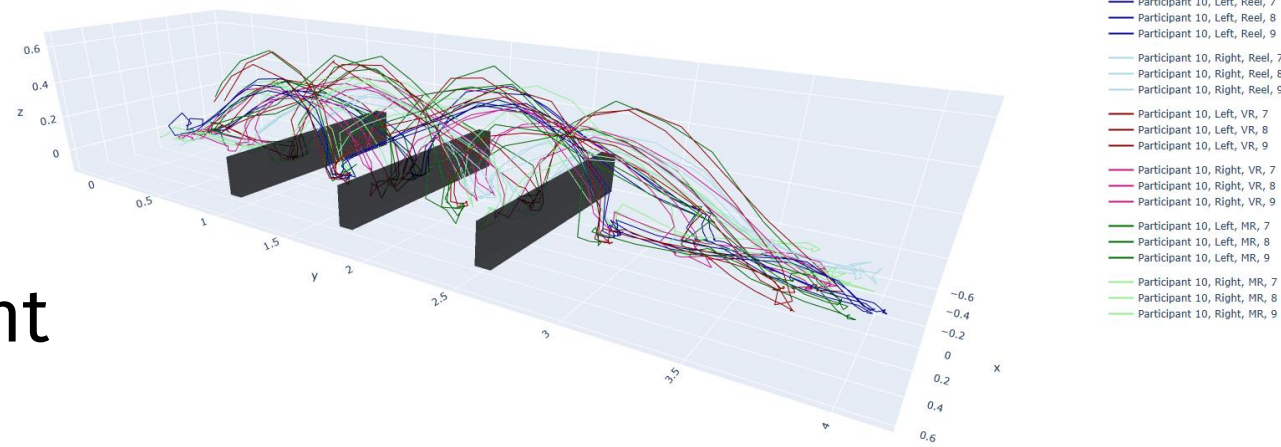 Participant 10, Left, Reel, 7
Participant 10, Left, Reel, 8
Participant 10, Left, Reel, 9
Participant 10, Right, Reel, 7
Participant 10, Right, Reel, 8
Participant 10, Right, Reel, 9
Participant 10, Left, VR, 7
Participant 10, Left, VR, 8
Participant 10, Left, VR, 9
Participant 10, Right, VR, 7
Participant 10, Right, VR, 8
Participant 10, Right, VR, 9
Participant 10, Left, MR, 7
Participant 10, Left, MR, 8
Participant 10, Left, MR, 9
Participant 10, Right, MR, 7
Participant 10, Right, MR, 8
Participant 10, Right, MR, 9
0.6
0.4
z
0.2
0
0
0.5
1
1.5
y
2
2.5
3
3.5
4
−0.6
−0.4
−0.2
0
x
0.2
0.4
0.6
nt